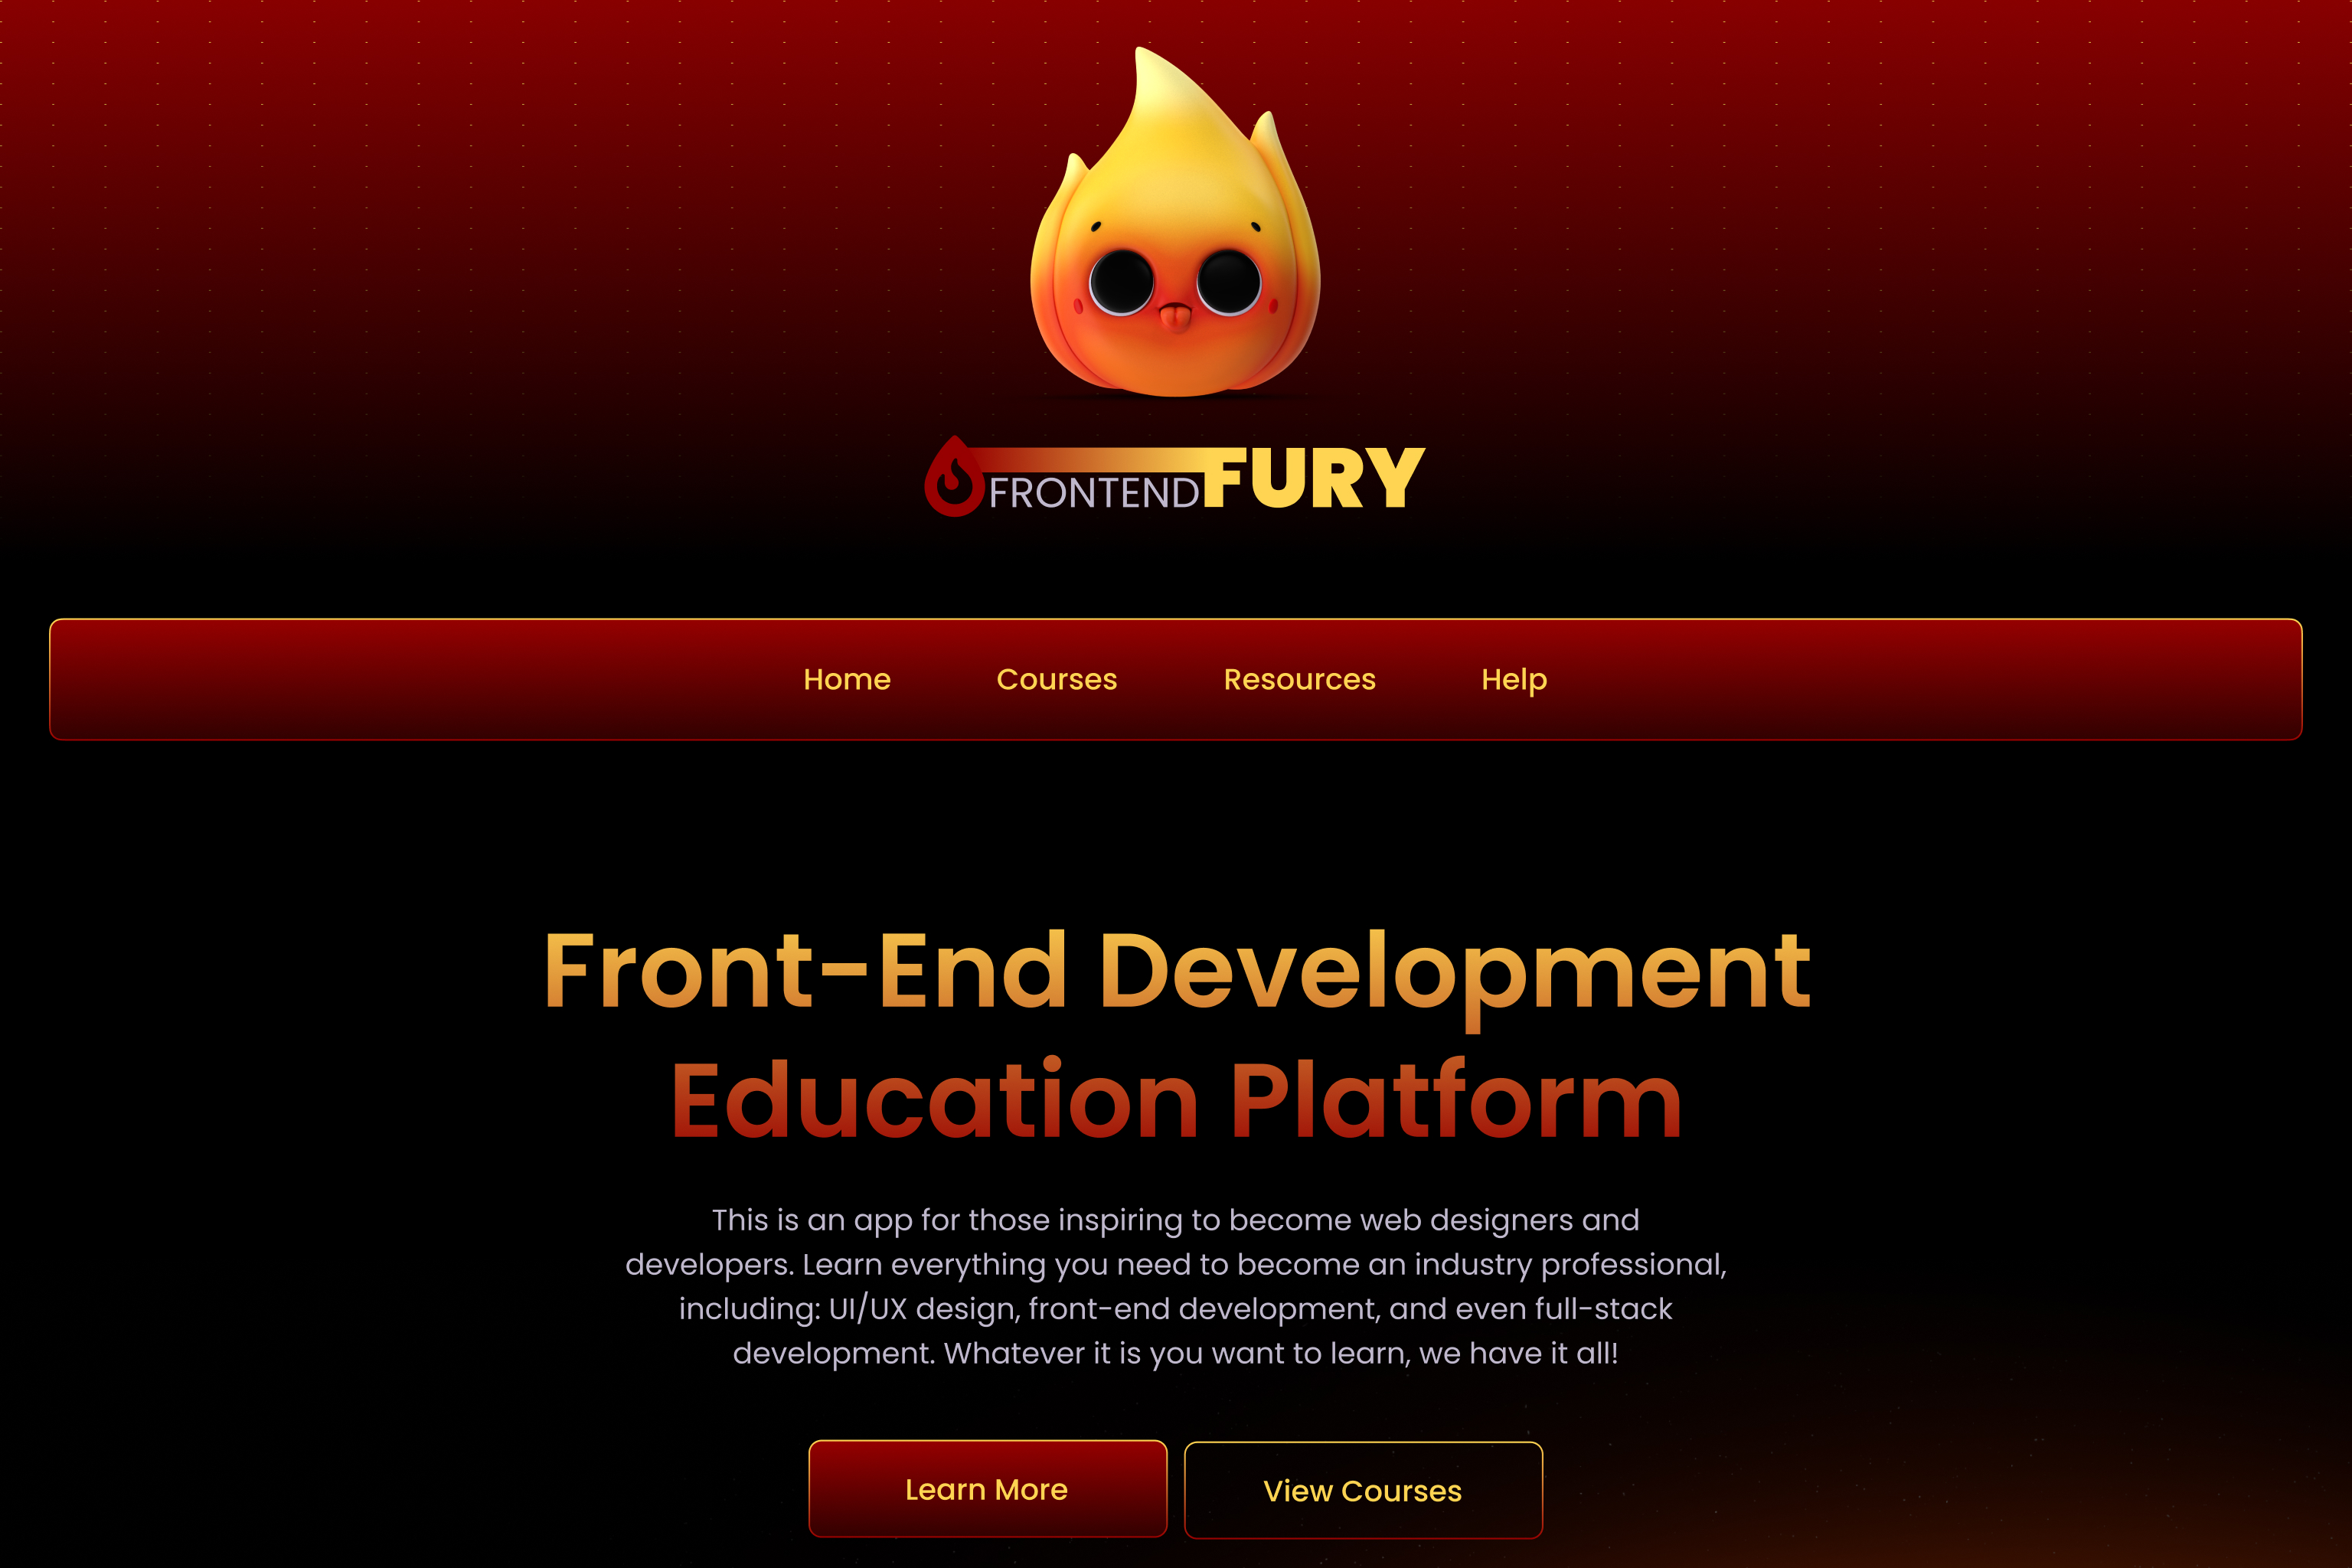 FRONTENDFURY
Home Courses Resources Help
Front-End Development
Education Platform
This is an app for those inspiring to become web designers and
developers. Learn everything you need to become an industry professional,
including: UI/UX design, front-end development, and even full-stack
development. Whatever it is you want to learn, we have it all!
Learn More View Courses